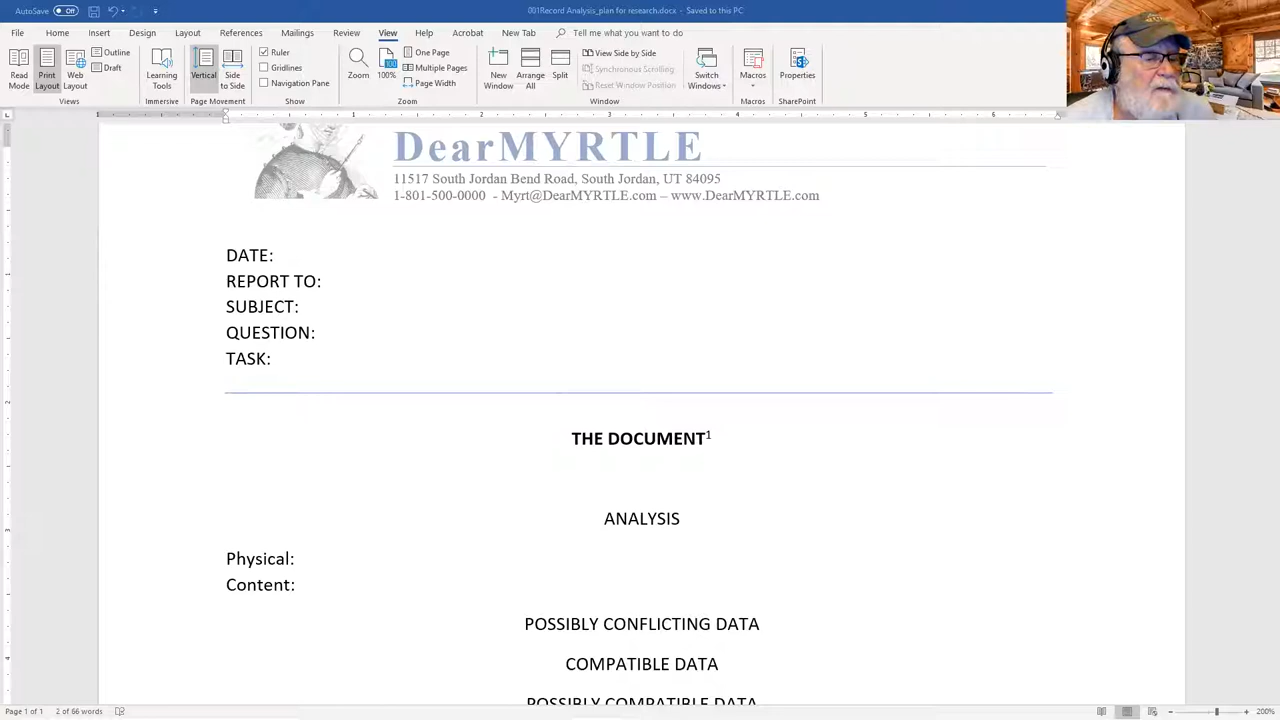 AutoSave Off 001Record Analysis_plan for research.docx - Saved to this PC
File Home Insert Design Layout References Mailings Review View Help Acrobat New Tab Tell me what you want to do
Read Mode Print Layout Web Layout Outline Draft
Views
Learning Tools
Immersive
Vertical Side to Side
Page Movement
Ruler
Gridlines
Navigation Pane
Show
Zoom 100% One Page Multiple Pages Page Width
Zoom
New Window Arrange All Split
View Side by Side
Synchronous Scrolling
Reset Window Position
Switch Windows
Window
Macros
Macros
Properties
SharePoint
DearMYRTLE
11517 South Jordan Bend Road, South Jordan, UT 84095
1-801-500-0000 - Myrt@DearMYRTLE.com – www.DearMYRTLE.com
DATE:
REPORT TO:
SUBJECT:
QUESTION:
TASK:
THE DOCUMENT1
ANALYSIS
Physical:
Content:
POSSIBLY CONFLICTING DATA
COMPATIBLE DATA
POSSIBLY COMPATIBLE DATA
Page 1 of 1 2 of 66 words 200%